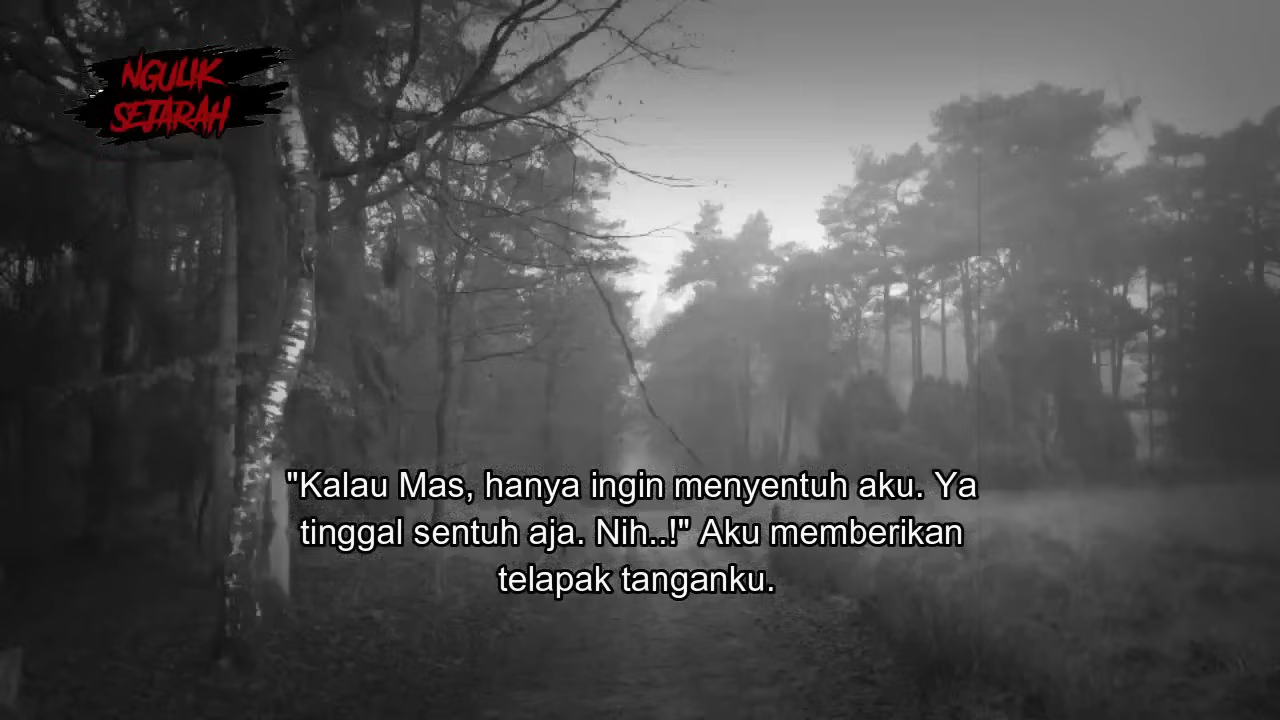 NGULIK
SEJARAH
"Kalau Mas, hanya ingin menyentuh aku. Ya
tinggal sentuh aja. Nih..!" Aku memberikan
telapak tanganku.